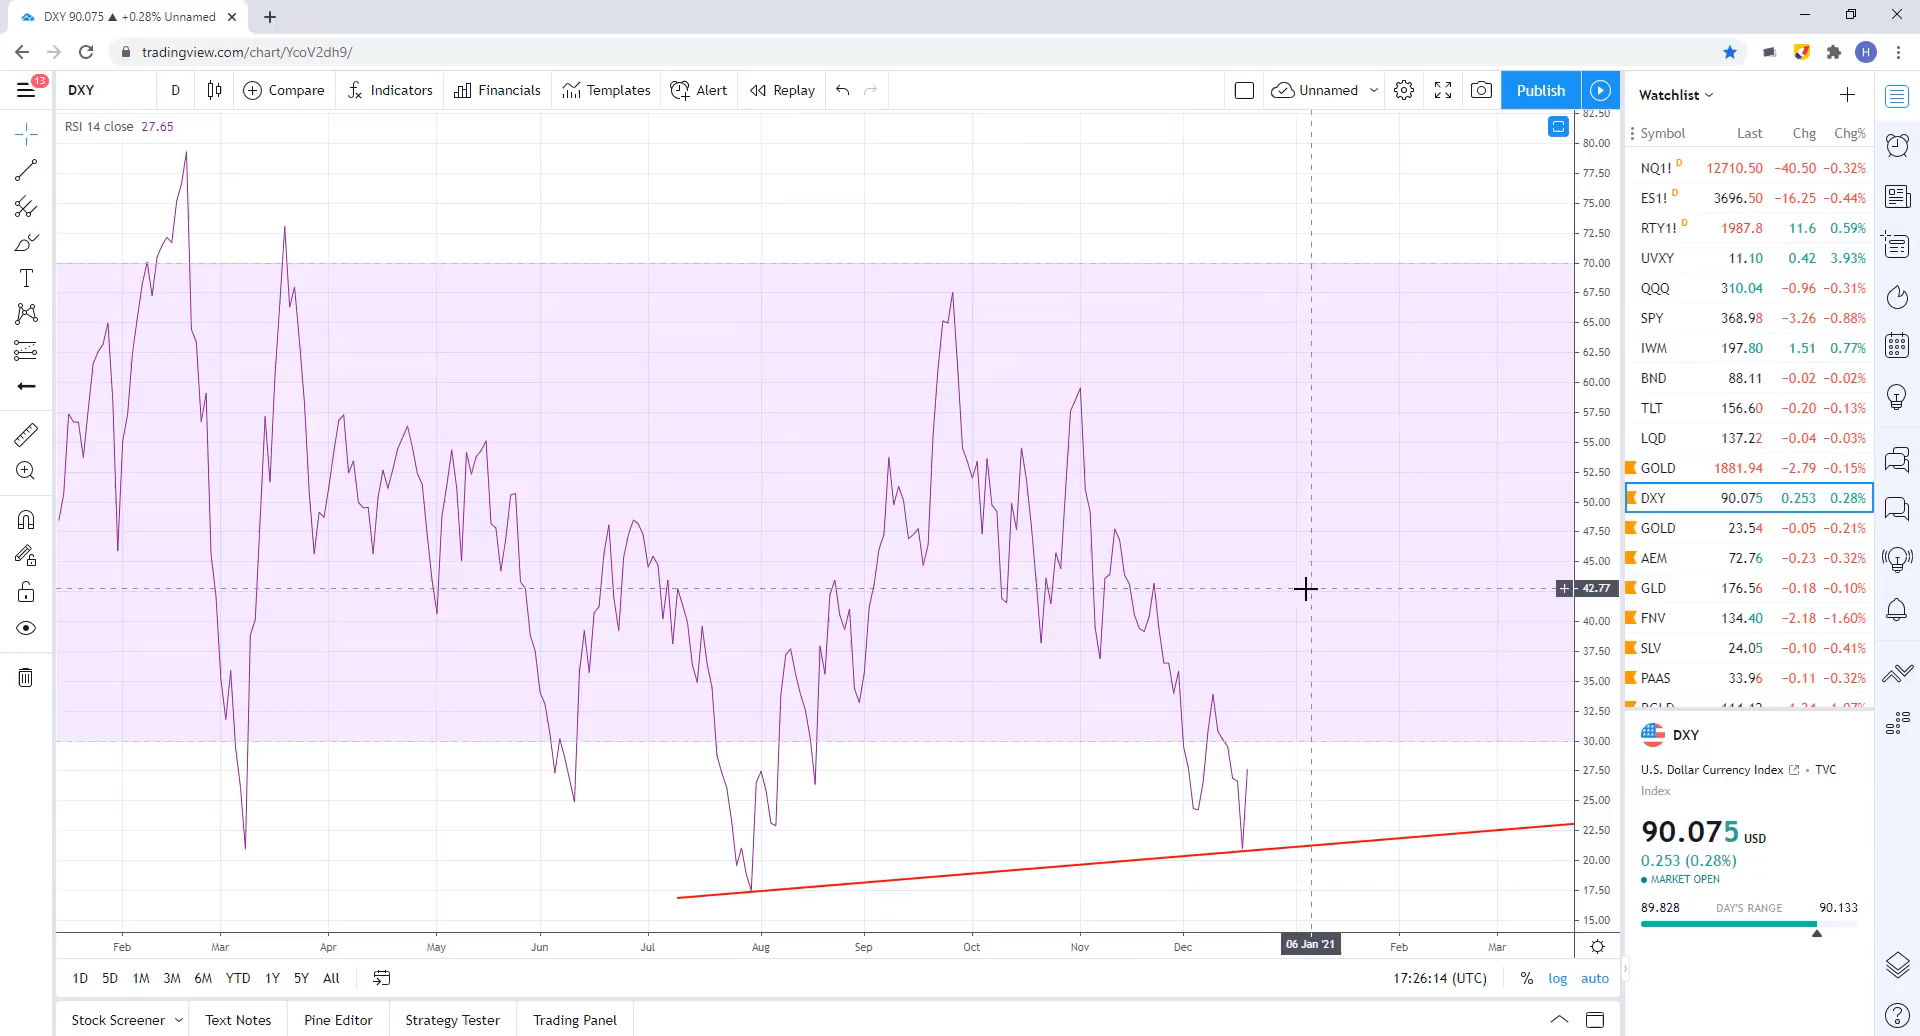 DXY 90.075 ▲ +0.28% Unnamed
tradingview.com/chart/YcoV2dh9/
H
13
DXY D Compare Indicators Financials Templates Alert Replay Unnamed Publish
RSI 14 close 27.65
82.50
80.00
77.50
75.00
72.50
70.00
67.50
65.00
62.50
60.00
57.50
55.00
52.50
50.00
47.50
45.00
42.77
40.00
37.50
35.00
32.50
30.00
27.50
25.00
22.50
20.00
17.50
15.00
Feb Mar Apr May Jun Jul Aug Sep Oct Nov Dec 06 Jan '21 Feb Mar
1D 5D 1M 3M 6M YTD 1Y 5Y All 17:26:14 (UTC) % log auto
Stock Screener Text Notes Pine Editor Strategy Tester Trading Panel
Watchlist
Symbol Last Chg Chg%
NQ1! D 12710.50 −40.50 −0.32%
ES1! D 3696.50 −16.25 −0.44%
RTY1! D 1987.8 11.6 0.59%
UVXY 11.10 0.42 3.93%
QQQ 310.04 −0.96 −0.31%
SPY 368.98 −3.26 −0.88%
IWM 197.80 1.51 0.77%
BND 88.11 −0.02 −0.02%
TLT 156.60 −0.20 −0.13%
LQD 137.22 −0.04 −0.03%
GOLD 1881.94 −2.79 −0.15%
DXY 90.075 0.253 0.28%
GOLD 23.54 −0.05 −0.21%
AEM 72.76 −0.23 −0.32%
GLD 176.56 −0.18 −0.10%
FNV 134.40 −2.18 −1.60%
SLV 24.05 −0.10 −0.41%
PAAS 33.96 −0.11 −0.32%
DXY
U.S. Dollar Currency Index • TVC
Index
90.075 USD
0.253 (0.28%)
MARKET OPEN
89.828 DAY'S RANGE 90.133